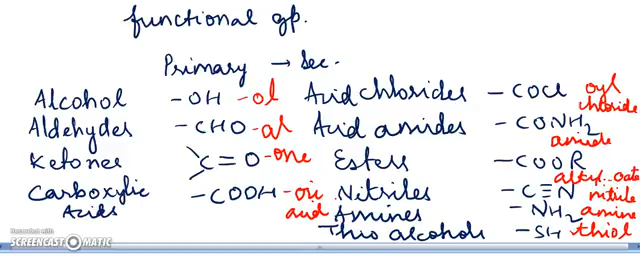 functional gp.
Primary → Sec.
Alcohol -OH -ol Acid chlorides -COCl oyl chloride
Aldehydes -CHO -al Acid amides -CONH2 amide
Ketones >C=O -one Esters -COOR alkyl..oate
Carboxylic Acids -COOH -oic acid Nitriles -C≡N nitrile
Amines -NH2 amine
Thio alcohols -SH thiol
Recorded with
SCREENCAST-O-MATIC